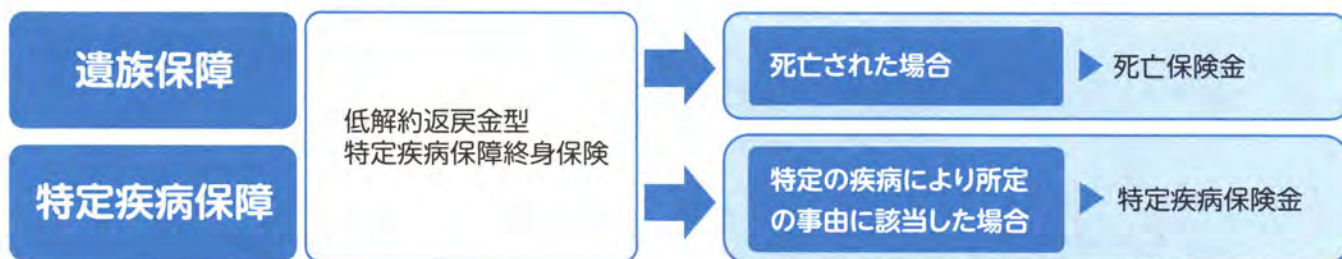 遺族保障
特定疾病保障
低解約返戻金型
特定疾病保障終身保険
死亡された場合
死亡保険金
特定の疾病により所定
の事由に該当した場合
特定疾病保険金